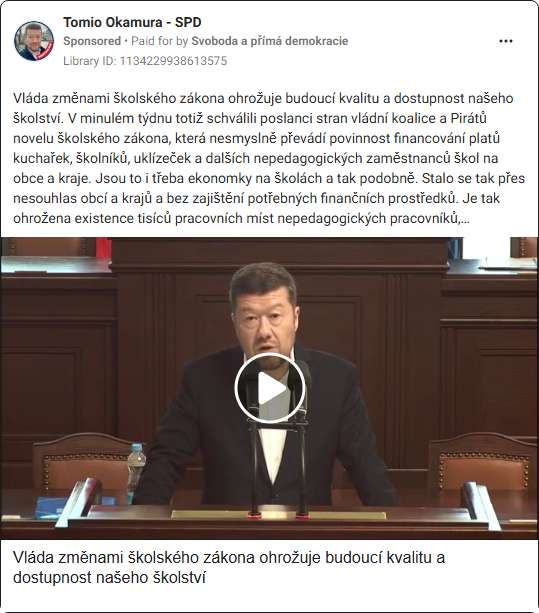 Tomio Okamura - SPD
Sponsored • Paid for by Svoboda a přímá demokracie
Library ID: 1134229938613575
Vláda změnami školského zákona ohrožuje budoucí kvalitu a dostupnost našeho
školství. V minulém týdnu totiž schválili poslanci stran vládní koalice a Pirátů
novelu školského zákona, která nesmyslně převádí povinnost financování platů
kuchařek, školníků, uklízeček a dalších nepedagogických zaměstnanců škol na
obce a kraje. Jsou to i třeba ekonomky na školách a tak podobně. Stalo se tak přes
nesouhlas obcí a krajů a bez zajištění potřebných finančních prostředků. Je tak
ohrožena existence tisíců pracovních míst nepedagogických pracovníků,...
Vláda změnami školského zákona ohrožuje budoucí kvalitu a
dostupnost našeho školství